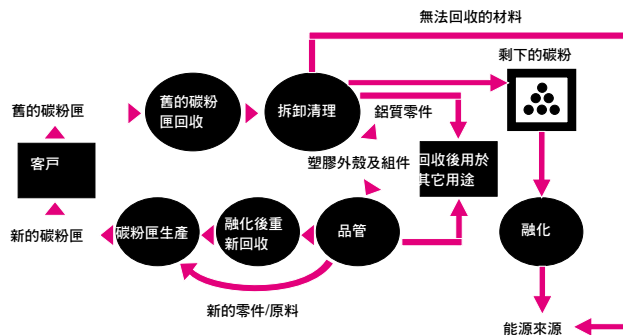 無法回收的材料
剩下的碳粉
舊的碳粉匣
舊的碳粉
匣回收
拆卸清理
鋁質零件
客戶
塑膠外殼及組件
回收後用於
其它用途
新的碳粉匣
碳粉匣生產
融化後重
新回收
品管
融化
新的零件/原料
能源來源